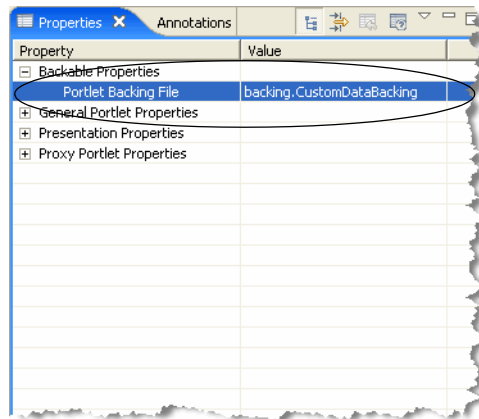 Properties Annotations
Property Value
Backable Properties
Portlet Backing File backing.CustomDataBacking
General Portlet Properties
Presentation Properties
Proxy Portlet Properties